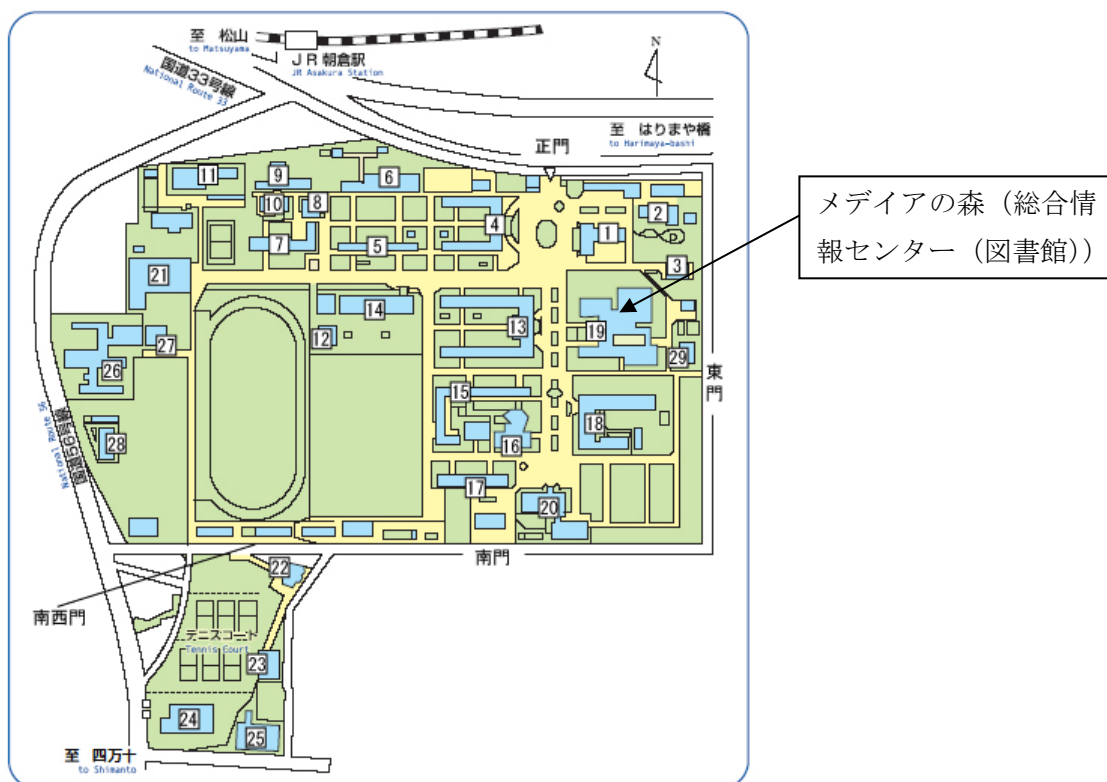 至 松山
to Matsuyama
JR朝倉駅
JR Asakura Station
国道33号線
National Route 33
N
正門
至 はりまや橋
to Harimaya-bashi
メデイアの森（総合情
報センター（図書館））
11
9
6
10
8
4
2
1
7
5
3
21
14
13
12
19
27
29
26
東門
15
18
16
28
国道56号線
National Route 56
17
20
南門
22
南西門
テニスコート
Tennis Court
23
24
25
至 四万十
to Shimanto